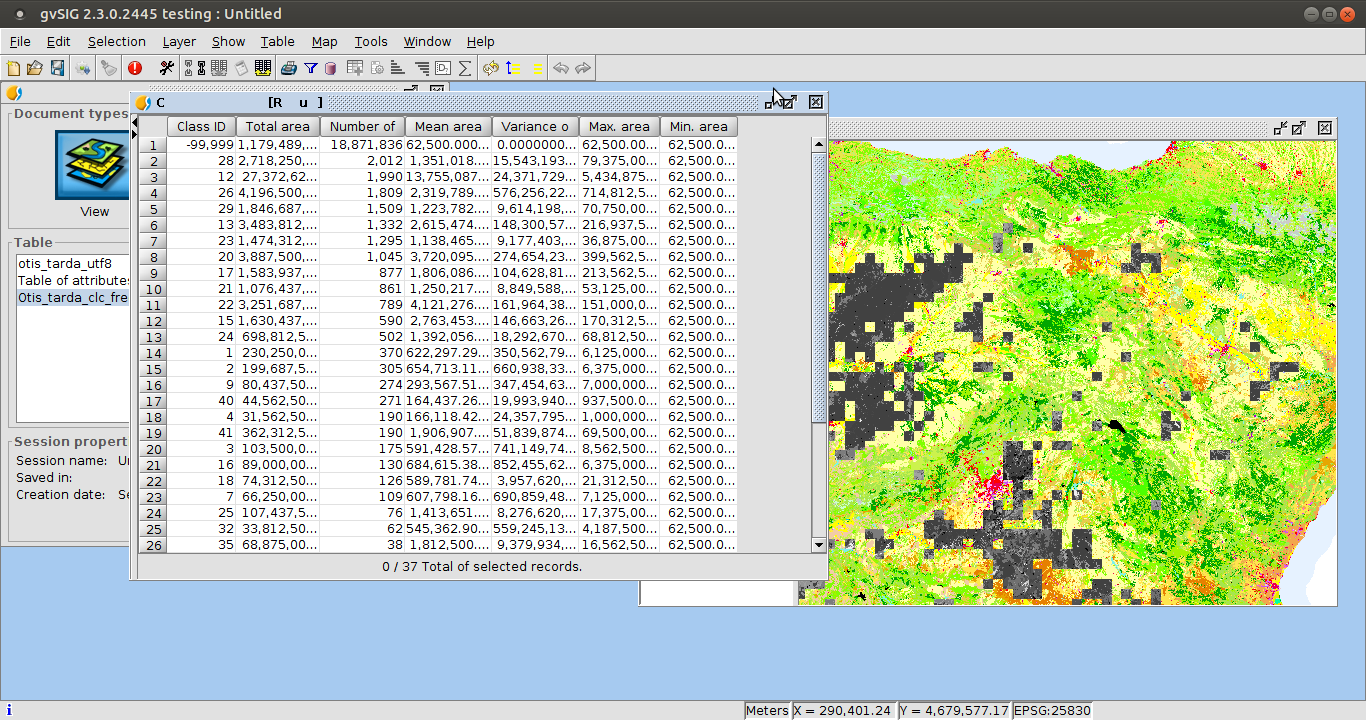 gvSIG 2.3.0.2445 testing : Untitled
File Edit Selection Layer Show Table Map Tools Window Help
Document types
View
Table
otis_tarda_utf8
Table of attributes
Otis_tarda_clc_fre
Session propert
Session name: Un
Saved in:
Creation date: Se
C [R u ]
Class ID Total area Number of Mean area Variance o Max. area Min. area
1 -99,999 1,179,489,... 18,871,836 62,500.000... 0.0000000... 62,500.00... 62,500.0...
2 28 2,718,250,... 2,012 1,351,018.... 15,543,193... 79,375,00... 62,500.0...
3 12 27,372,62... 1,990 13,755,087... 24,371,729... 5,434,875... 62,500.0...
4 26 4,196,500,... 1,809 2,319,789.... 576,256,22... 714,812,5... 62,500.0...
5 29 1,846,687,... 1,509 1,223,782.... 9,614,198,... 70,750,00... 62,500.0...
6 13 3,483,812,... 1,332 2,615,474.... 148,300,57... 216,937,5... 62,500.0...
7 23 1,474,312,... 1,295 1,138,465.... 9,177,403,... 36,875,00... 62,500.0...
8 20 3,887,500,... 1,045 3,720,095.... 274,654,23... 399,562,5... 62,500.0...
9 17 1,583,937,... 877 1,806,086.... 104,628,81... 213,562,5... 62,500.0...
10 21 1,076,437,... 861 1,250,217.... 8,849,588,... 53,125,00... 62,500.0...
11 22 3,251,687,... 789 4,121,276.... 161,964,38... 151,000,0... 62,500.0...
12 15 1,630,437,... 590 2,763,453.... 146,663,26... 170,312,5... 62,500.0...
13 24 698,812,5... 502 1,392,056.... 18,292,670... 68,812,50... 62,500.0...
14 1 230,250,0... 370 622,297.29... 350,562,79... 6,125,000... 62,500.0...
15 2 199,687,5... 305 654,713.11... 660,938,33... 6,375,000... 62,500.0...
16 9 80,437,50... 274 293,567.51... 347,454,63... 7,000,000... 62,500.0...
17 40 44,562,50... 271 164,437.26... 19,993,940... 937,500.0... 62,500.0...
18 4 31,562,50... 190 166,118.42... 24,357,795... 1,000,000... 62,500.0...
19 41 362,312,5... 190 1,906,907.... 51,839,874... 69,500,00... 62,500.0...
20 3 103,500,0... 175 591,428.57... 741,149,74... 8,562,500... 62,500.0...
21 16 89,000,00... 130 684,615.38... 852,455,62... 6,375,000... 62,500.0...
22 18 74,312,50... 126 589,781.74... 3,957,620,... 21,312,50... 62,500.0...
23 7 66,250,00... 109 607,798.16... 690,859,48... 7,125,000... 62,500.0...
24 25 107,437,5... 76 1,413,651.... 8,276,620,... 17,375,00... 62,500.0...
25 32 33,812,50... 62 545,362.90... 559,245,13... 4,187,500... 62,500.0...
26 35 68,875,00... 38 1,812,500.... 9,379,934,... 16,562,50... 62,500.0...
0 / 37 Total of selected records.
Meters X = 290,401.24 Y = 4,679,577.17 EPSG:25830